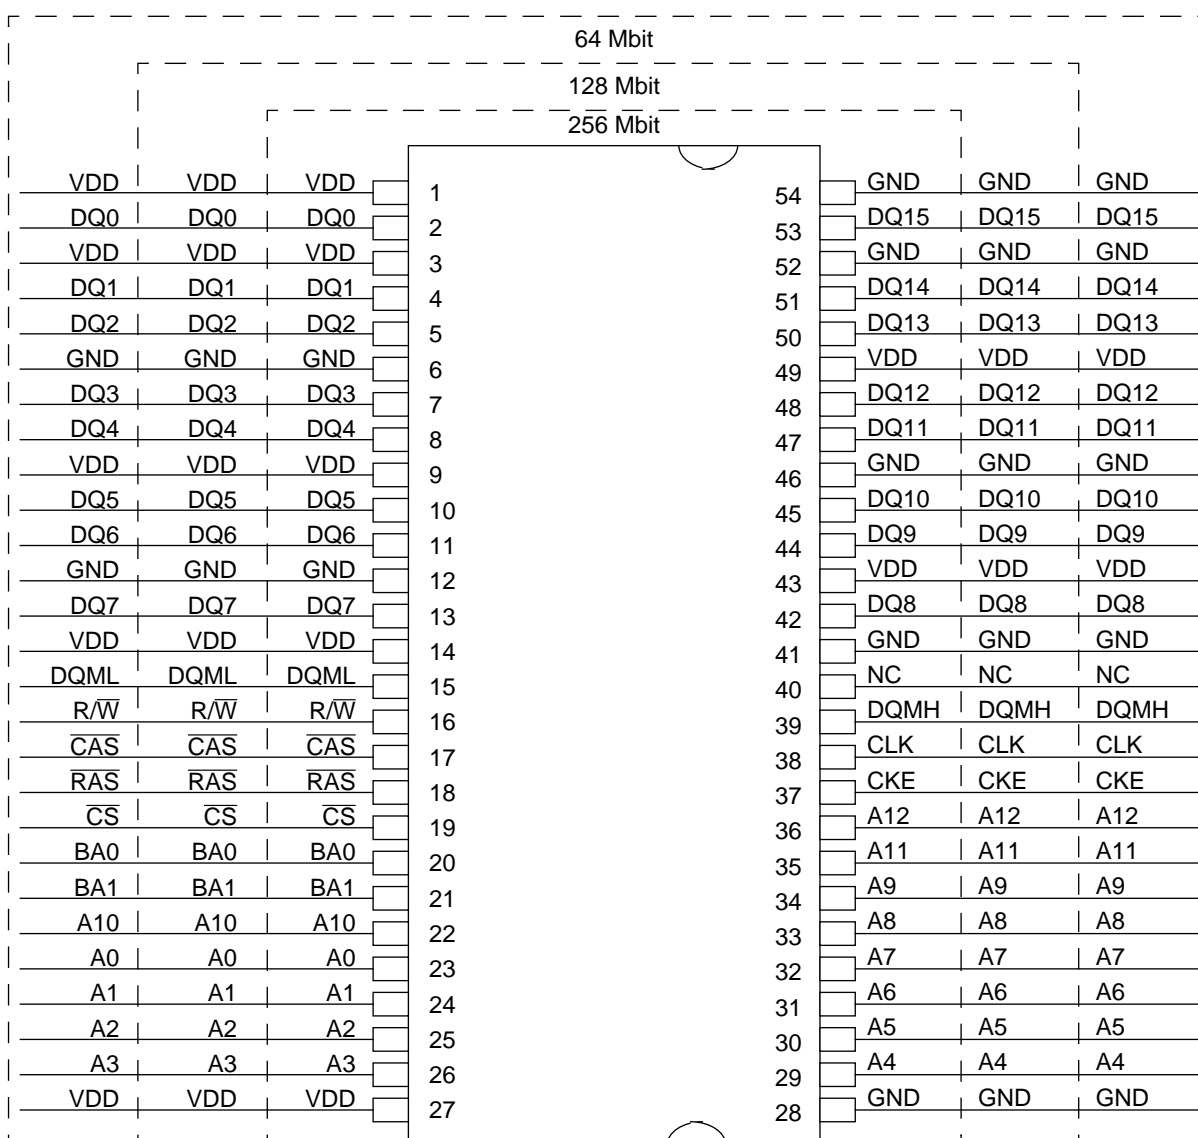 64 Mbit
128 Mbit
256 Mbit
VDD VDD VDD 1 54 GND GND GND
DQ0 DQ0 DQ0 2 53 DQ15 DQ15 DQ15
VDD VDD VDD 3 52 GND GND GND
DQ1 DQ1 DQ1 4 51 DQ14 DQ14 DQ14
DQ2 DQ2 DQ2 5 50 DQ13 DQ13 DQ13
GND GND GND 6 49 VDD VDD VDD
DQ3 DQ3 DQ3 7 48 DQ12 DQ12 DQ12
DQ4 DQ4 DQ4 8 47 DQ11 DQ11 DQ11
VDD VDD VDD 9 46 GND GND GND
DQ5 DQ5 DQ5 10 45 DQ10 DQ10 DQ10
DQ6 DQ6 DQ6 11 44 DQ9 DQ9 DQ9
GND GND GND 12 43 VDD VDD VDD
DQ7 DQ7 DQ7 13 42 DQ8 DQ8 DQ8
VDD VDD VDD 14 41 GND GND GND
DQML DQML DQML 15 40 NC NC NC
R/W̅ R/W̅ R/W̅ 16 39 DQMH DQMH DQMH
C̅A̅S̅ C̅A̅S̅ C̅A̅S̅ 17 38 CLK CLK CLK
R̅A̅S̅ R̅A̅S̅ R̅A̅S̅ 18 37 CKE CKE CKE
C̅S̅ C̅S̅ C̅S̅ 19 36 A12 A12 A12
BA0 BA0 BA0 20 35 A11 A11 A11
BA1 BA1 BA1 21 34 A9 A9 A9
A10 A10 A10 22 33 A8 A8 A8
A0 A0 A0 23 32 A7 A7 A7
A1 A1 A1 24 31 A6 A6 A6
A2 A2 A2 25 30 A5 A5 A5
A3 A3 A3 26 29 A4 A4 A4
VDD VDD VDD 27 28 GND GND GND